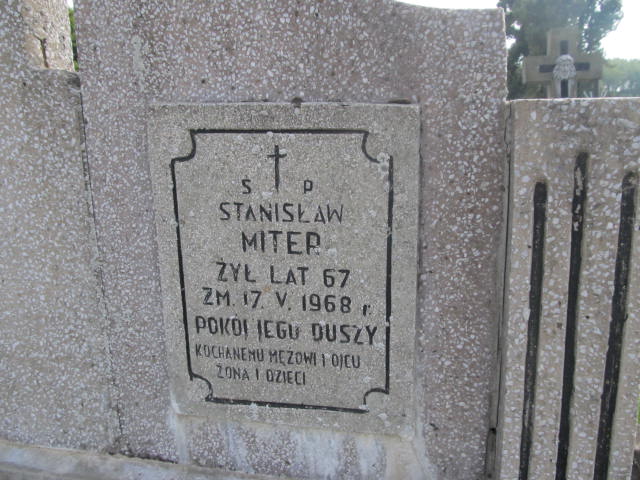 Ś P
STANISŁAW
MITER
ŻYŁ LAT 67
ZM. 17. V. 1968 r.
POKÓJ JEGO DUSZY
KOCHANEMU MĘŻOWI I OJCU
ŻONA I DZIECI